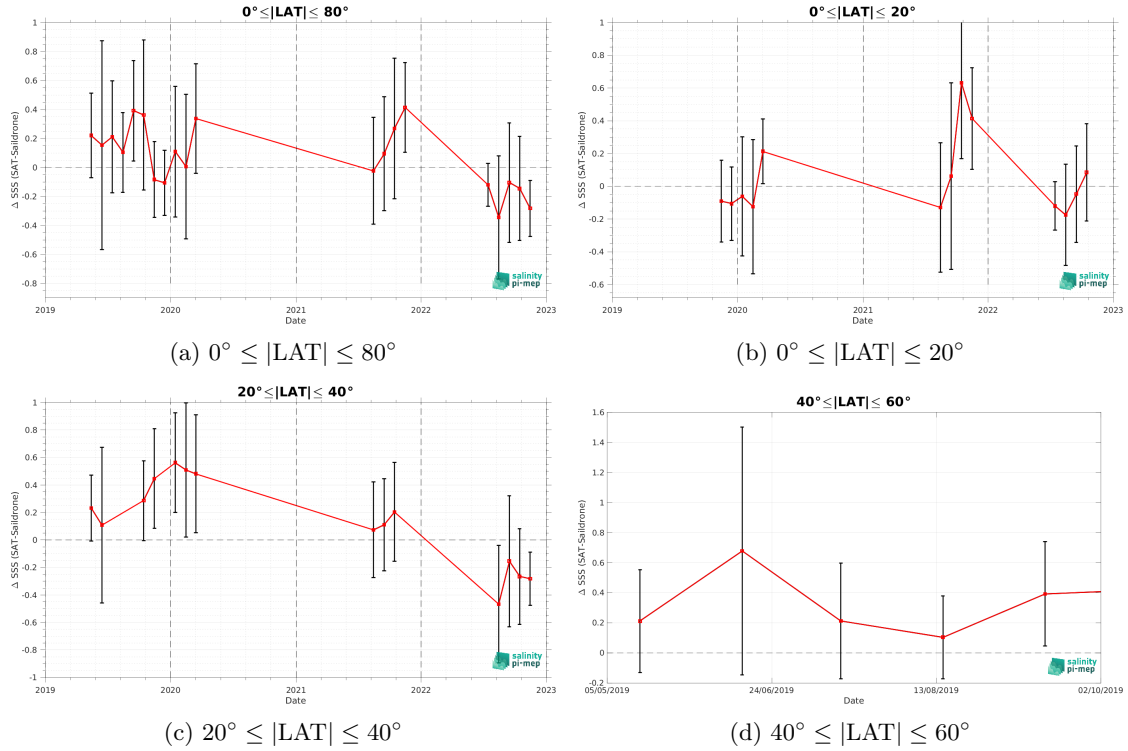 0°≤|LAT|≤ 80°
1
0.8
0.6
0.4
0.2
0
-0.2
-0.4
-0.6
-0.8
Δ SSS (SAT-Saildrone)
2019
2020
2021
2022
2023
Date
salinity
pi-mep
(a) 0° ≤ |LAT| ≤ 80°
0°≤|LAT|≤ 20°
1
0.8
0.6
0.4
0.2
0
-0.2
-0.4
-0.6
Δ SSS (SAT-Saildrone)
2019
2020
2021
2022
2023
Date
salinity
pi-mep
(b) 0° ≤ |LAT| ≤ 20°
20°≤|LAT|≤ 40°
1
0.8
0.6
0.4
0.2
0
-0.2
-0.4
-0.6
-0.8
-1
Δ SSS (SAT-Saildrone)
2019
2020
2021
2022
2023
Date
salinity
pi-mep
(c) 20° ≤ |LAT| ≤ 40°
40°≤|LAT|≤ 60°
1.6
1.4
1.2
1
0.8
0.6
0.4
0.2
0
-0.2
Δ SSS (SAT-Saildrone)
05/05/2019
24/06/2019
13/08/2019
02/10/2019
Date
salinity
pi-mep
(d) 40° ≤ |LAT| ≤ 60°